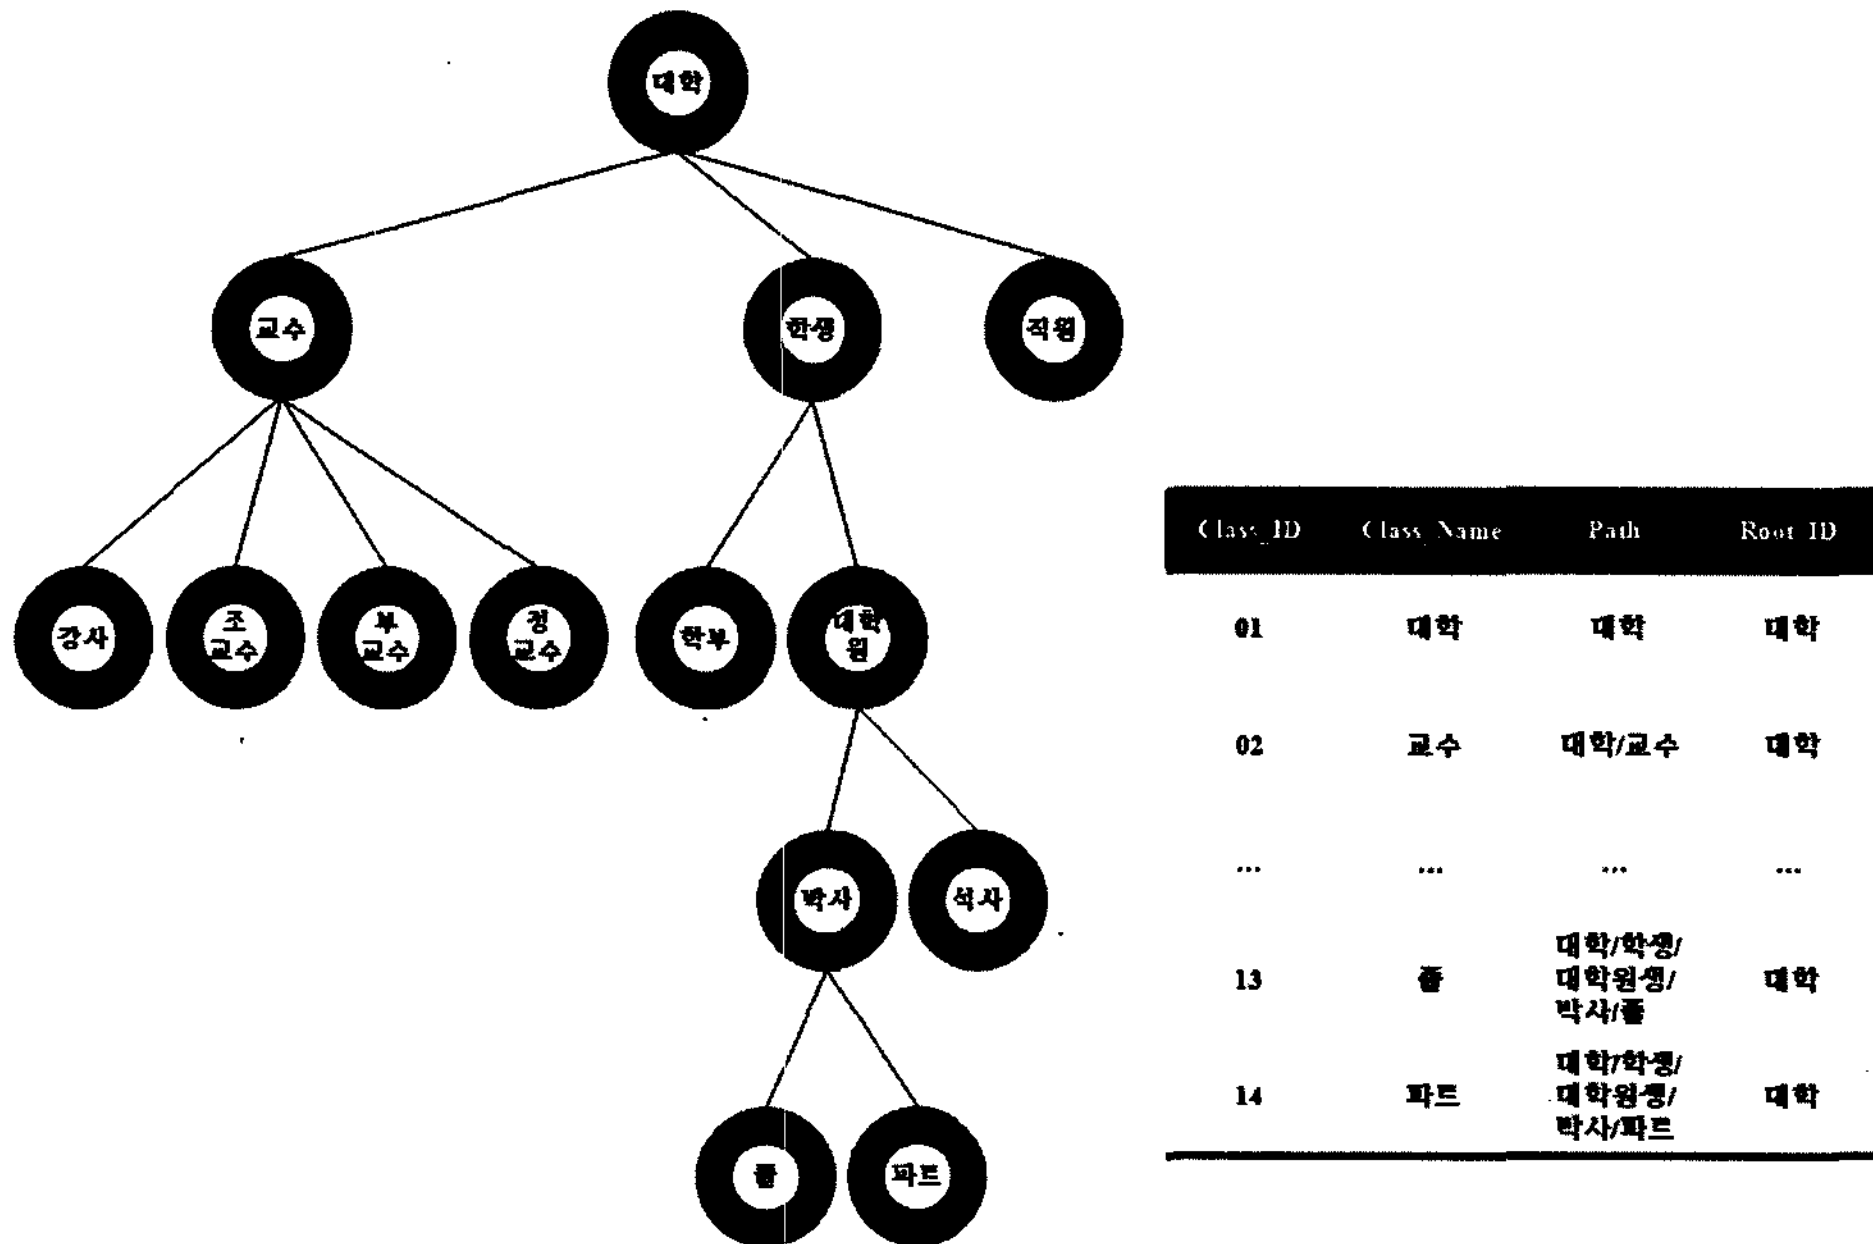 대학
교수
학생
직원
강사
조
교수
부
교수
정
교수
학부
대학
원
박사
석사
풀
파트
Class_ID Class_Name Path Root_ID
01 대학 대학 대학
02 교수 대학/교수 대학
... ... ... ...
대학/학생/
13 풀 대학원생/ 대학
박사/풀
대학/학생/
14 파트 대학원생/ 대학
박사/파트